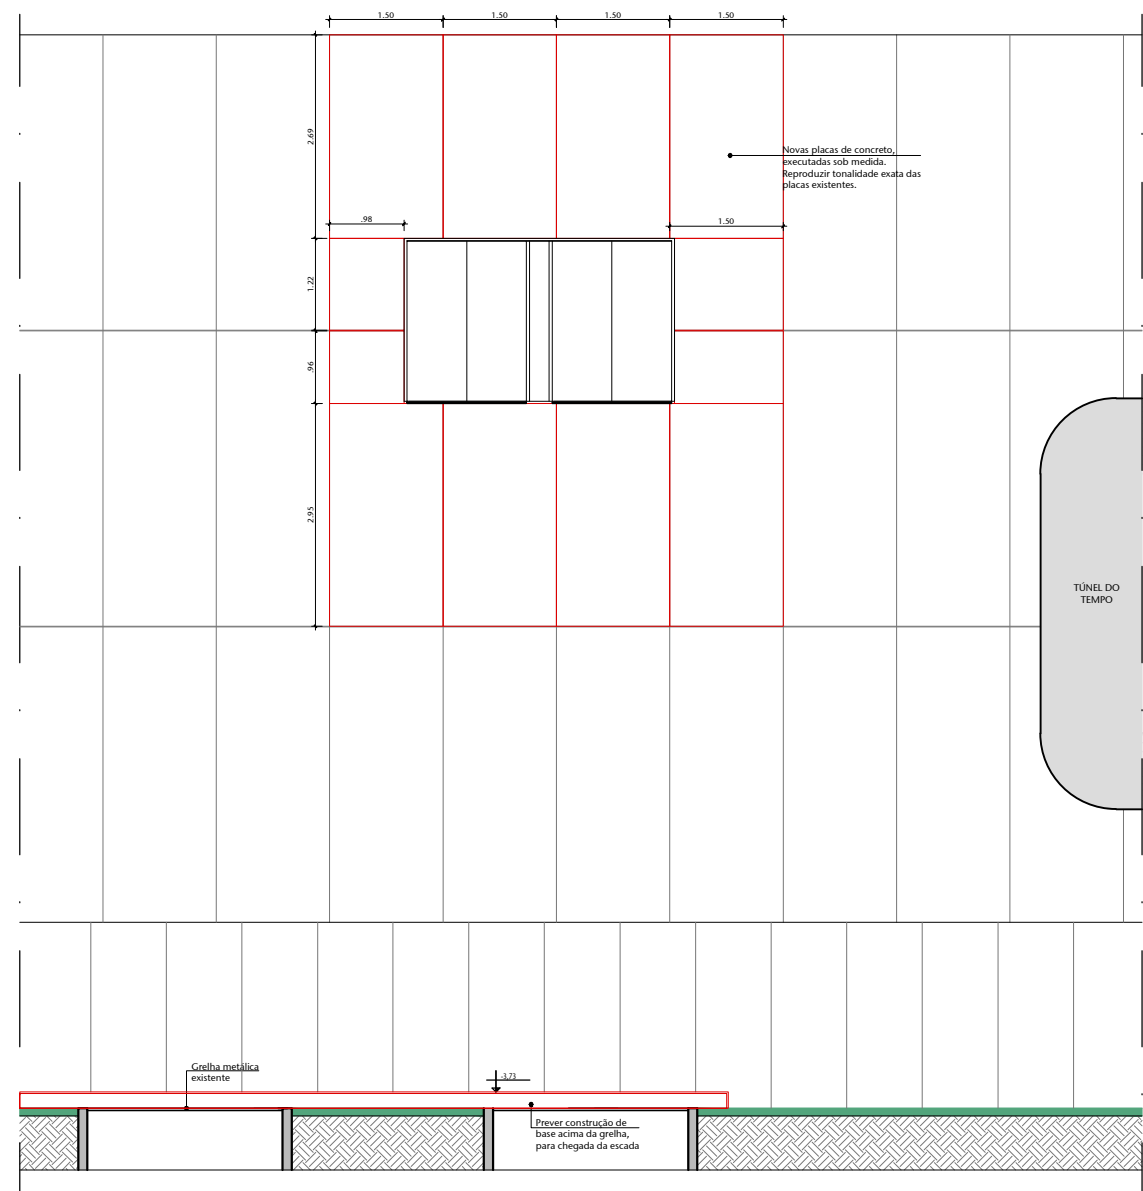 1.50
1.50
1.50
1.50
2.69
Novas placas de concreto,
executadas sob medida.
Reproduzir tonalidade exata das
placas existentes.
.98
1.50
1.22
.96
2.95
TÚNEL DO
TEMPO
Grelha metálica
existente
-3,73
Prever construção de
base acima da grelha,
para chegada da escada